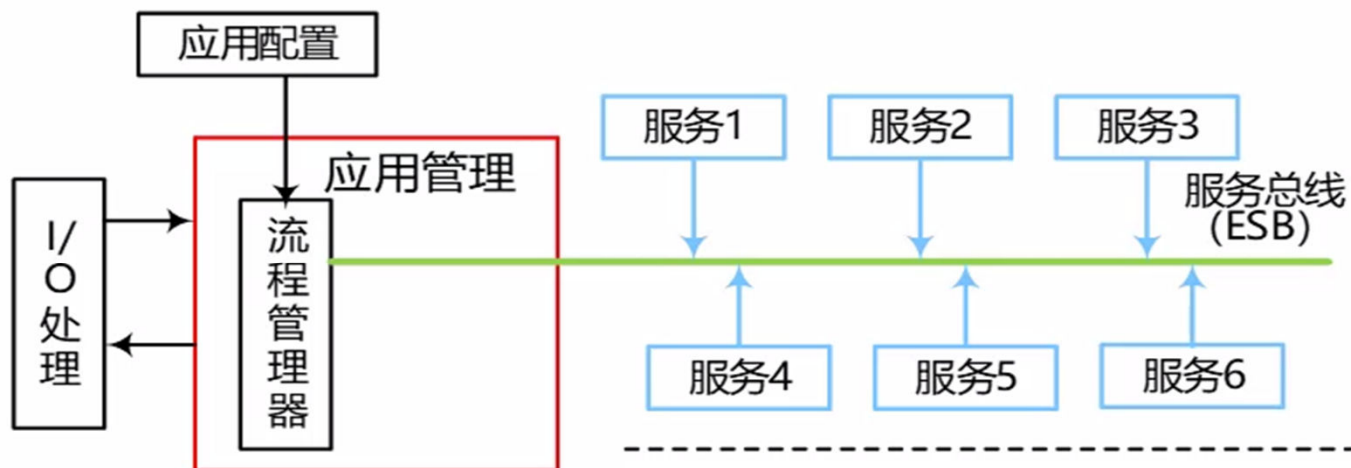 应用配置
服务1
服务2
服务3
应用管理
服务总线
（ESB）
I/
O
处
理
流
程
管
理
器
服务4
服务5
服务6